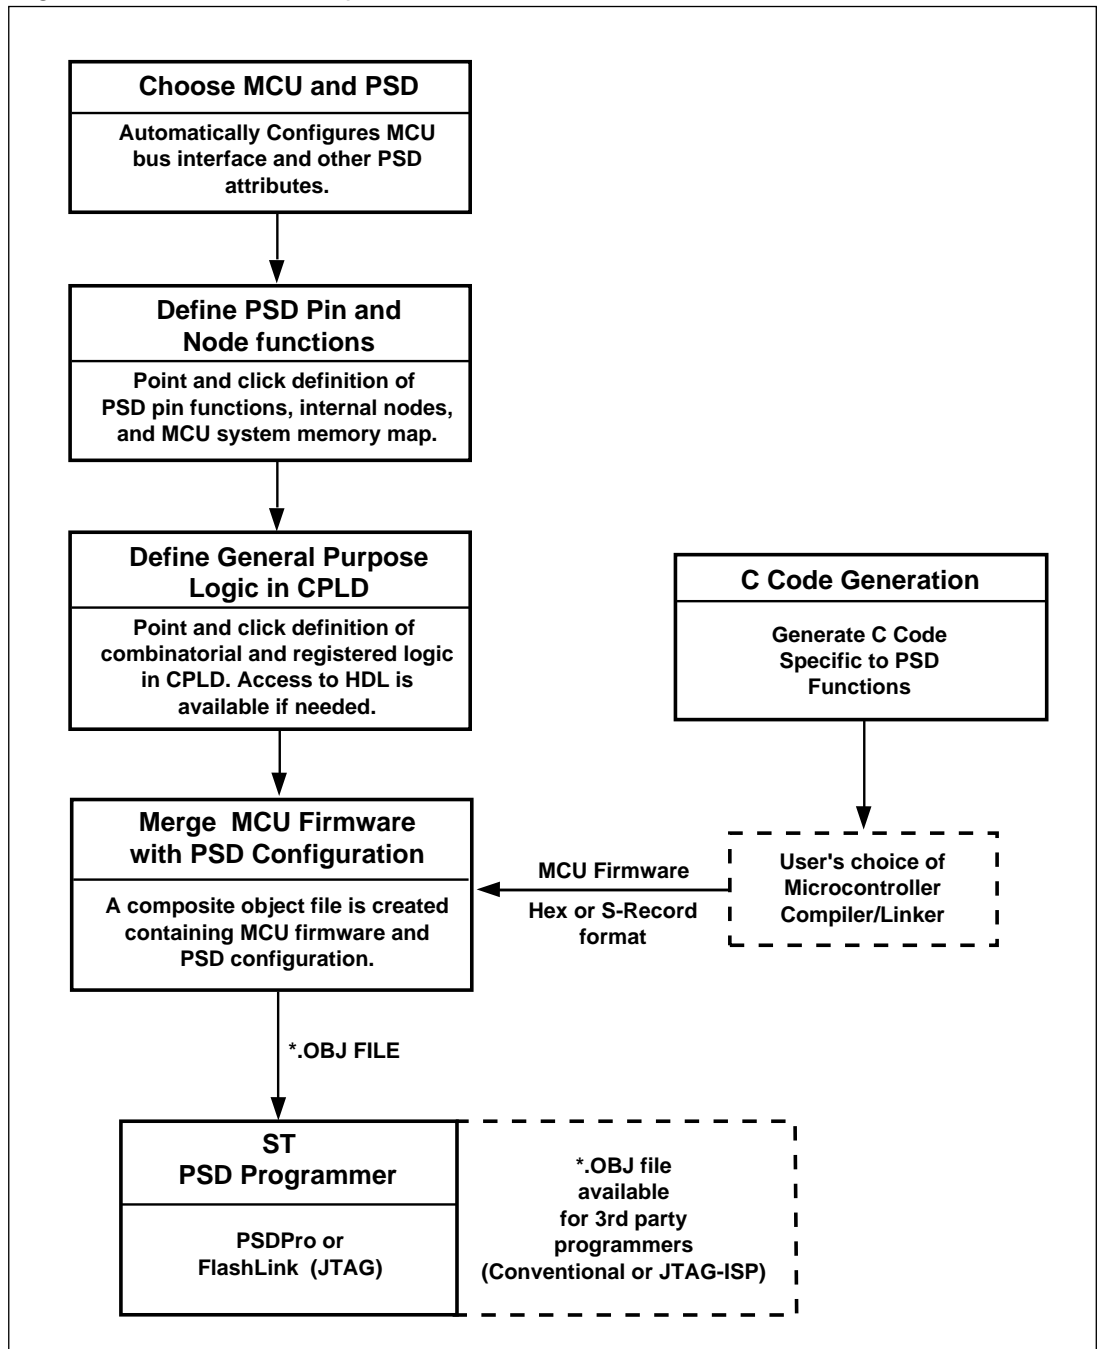 Choose MCU and PSD
Automatically Configures MCU
bus interface and other PSD
attributes.
Define PSD Pin and
Node functions
Point and click definition of
PSD pin functions, internal nodes,
and MCU system memory map.
Define General Purpose
Logic in CPLD
Point and click definition of
combinatorial and registered logic
in CPLD. Access to HDL is
available if needed.
C Code Generation
Generate C Code
Specific to PSD
Functions
Merge MCU Firmware
with PSD Configuration
A composite object file is created
containing MCU firmware and
PSD configuration.
MCU Firmware
Hex or S-Record
format
User's choice of
Microcontroller
Compiler/Linker
*.OBJ FILE
ST
PSD Programmer
PSDPro or
FlashLink (JTAG)
*.OBJ file
available
for 3rd party
programmers
(Conventional or JTAG-ISP)